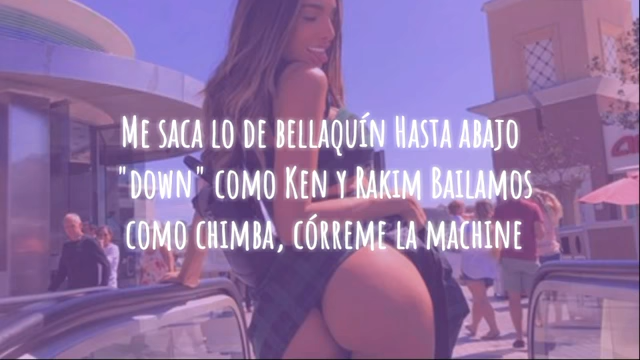 Me saca lo de bellaquín Hasta abajo
"down" como Ken y Rakim Bailamos
como chimba, córreme la machine